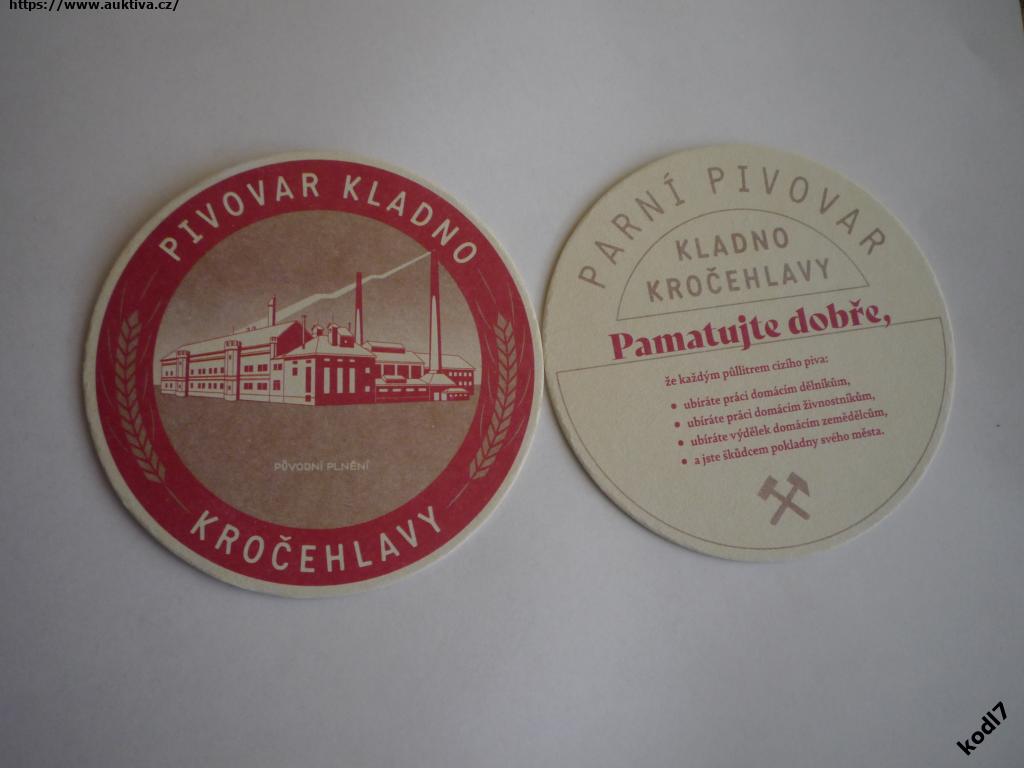 https://www.auktiva.cz/
PIVOVAR KLADNO
PŮVODNÍ PLNĚNÍ
KROČEHLAVY
PARNÍ PIVOVAR
KLADNO
KROČEHLAVY
Pamatujte dobře,
že každým půllitrem cizího piva:
• ubíráte práci domácím dělníkům,
• ubíráte práci domácím živnostníkům,
• ubíráte výdělek domácím zemědělcům,
• a jste škůdcem pokladny svého města.
kodl7